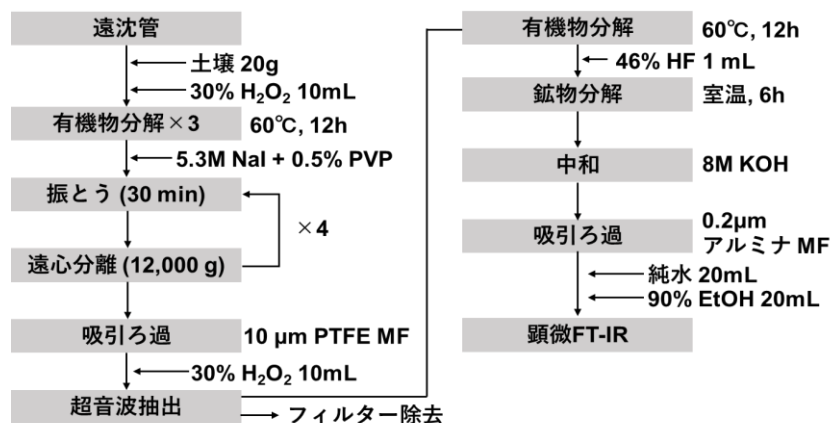 遠沈管
土壌 20g
30% H₂O₂ 10mL
有機物分解×3 60℃, 12h
5.3M NaI + 0.5% PVP
振とう (30 min)
×4
遠心分離 (12,000 g)
吸引ろ過 10 μm PTFE MF
30% H₂O₂ 10mL
超音波抽出
フィルター除去
有機物分解 60℃, 12h
46% HF 1 mL
鉱物分解 室温, 6h
中和 8M KOH
吸引ろ過 0.2μm
アルミナ MF
純水 20mL
90% EtOH 20mL
顕微FT-IR